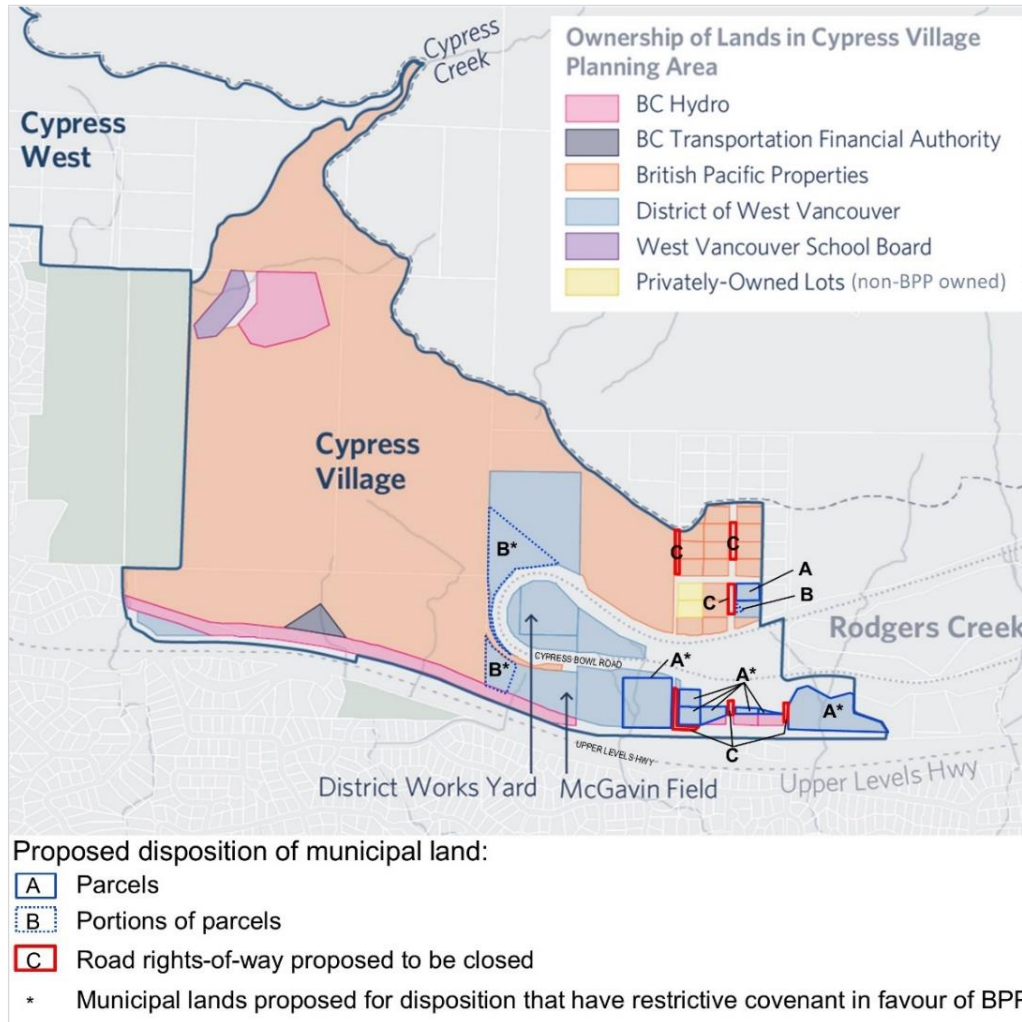 Cypress
Creek
Ownership of Lands in Cypress Village
Planning Area
BC Hydro
BC Transportation Financial Authority
British Pacific Properties
District of West Vancouver
West Vancouver School Board
Privately-Owned Lots (non-BPP owned)
Cypress
West
Cypress
Village
B*
C
C
A
B
C
Rodgers Creek
CYPRESS BOWL ROAD
A*
A*
B*
A*
C
UPPER LEVELS HWY
Upper Levels Hwy
District Works Yard
McGavin Field
Proposed disposition of municipal land:
A Parcels
B Portions of parcels
C Road rights-of-way proposed to be closed
* Municipal lands proposed for disposition that have restrictive covenant in favour of BPP